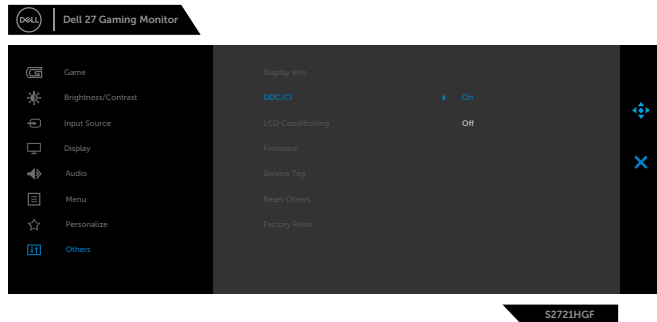 DELL
Dell 27 Gaming Monitor
Game
Display Info
Brightness/Contrast
DDC/CI
On
Input Source
LCD Conditioning
Off
Display
Firmware
Audio
Service Tag
Menu
Reset Others
Personalize
Factory Reset
Others
S2721HGF